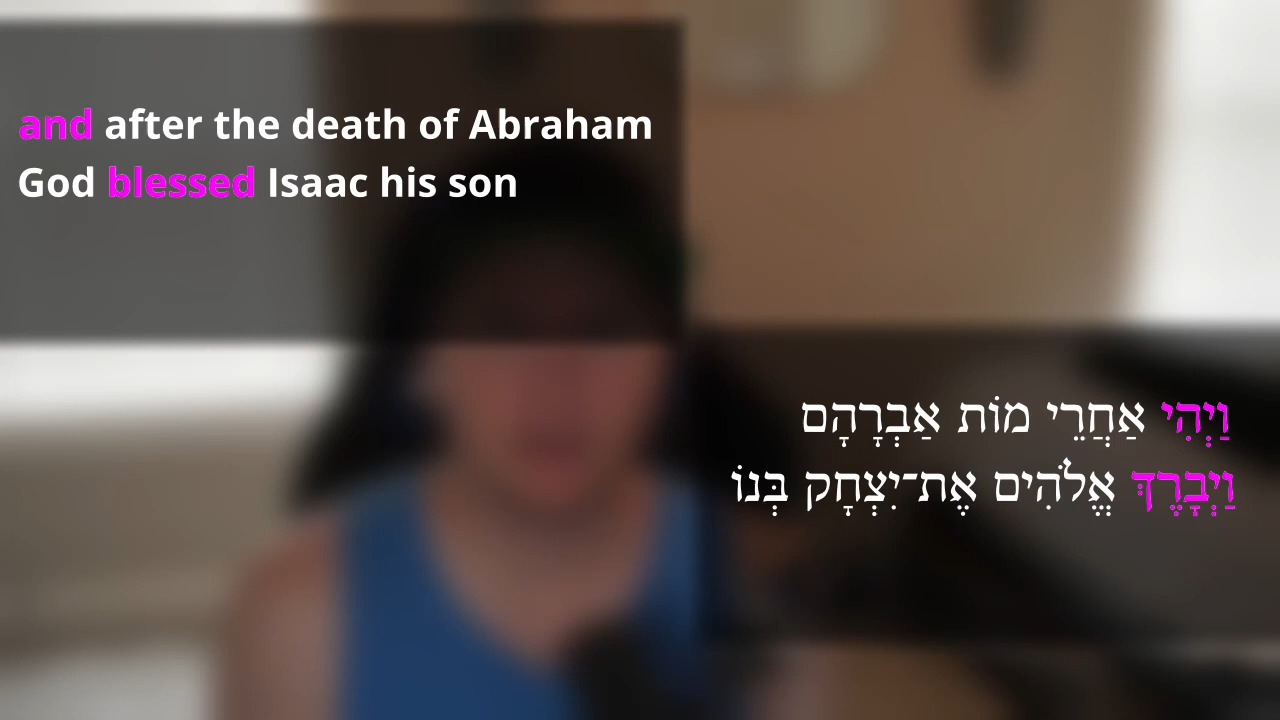 and after the death of Abraham
God blessed Isaac his son
וַיְהִי אַחֲרֵי מוֹת אַבְרָהָם
וַיְבָרֶךְ אֱלֹהִים אֶת־יִצְחָק בְּנוֹ